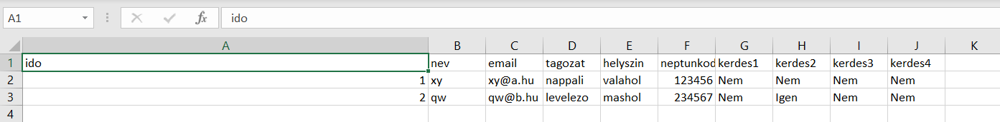 A1 fx ido
A B C D E F G H I J K
1 ido nev email tagozat helyszin neptunkod kerdes1 kerdes2 kerdes3 kerdes4
2 1 xy xy@a.hu nappali valahol 123456 Nem Nem Nem Nem
3 2 qw qw@b.hu levelezo mashol 234567 Nem Igen Nem Nem
4